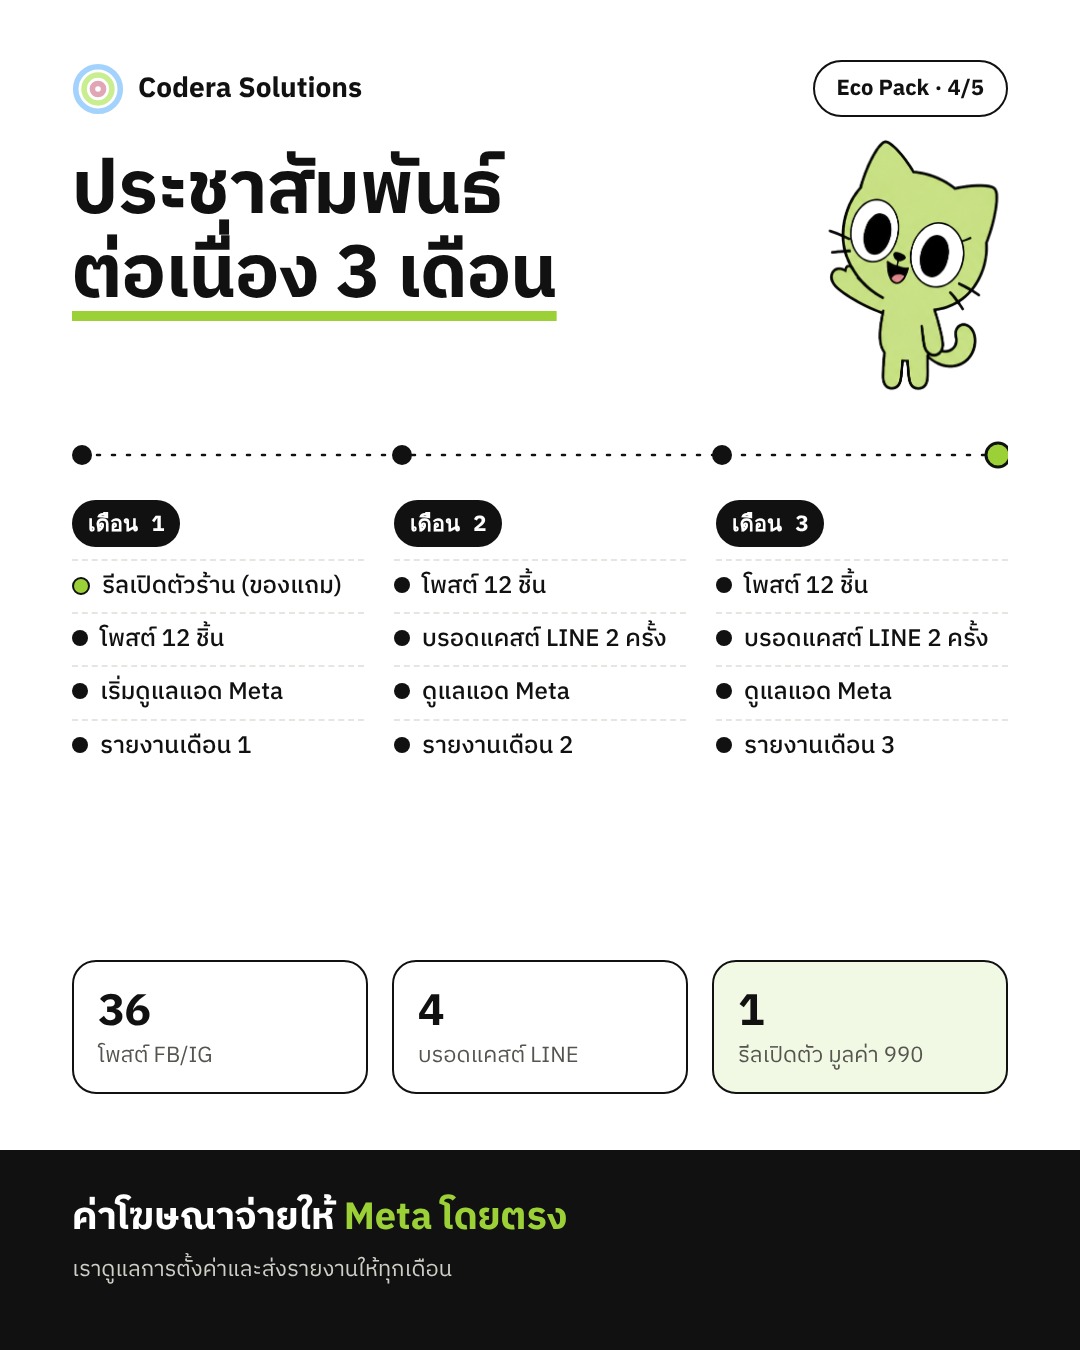 Codera Solutions
Eco Pack · 4/5
ประชาสัมพันธ์
ต่อเนื่อง 3 เดือน
เดือน 1
รีลเปิดตัวร้าน (ของแถม)
โพสต์ 12 ชิ้น
เริ่มดูแลแอด Meta
รายงานเดือน 1
เดือน 2
โพสต์ 12 ชิ้น
บรอดแคสต์ LINE 2 ครั้ง
ดูแลแอด Meta
รายงานเดือน 2
เดือน 3
โพสต์ 12 ชิ้น
บรอดแคสต์ LINE 2 ครั้ง
ดูแลแอด Meta
รายงานเดือน 3
36
โพสต์ FB/IG
4
บรอดแคสต์ LINE
1
รีลเปิดตัว มูลค่า 990
ค่าโฆษณาจ่ายให้ Meta โดยตรง
เราดูแลการตั้งค่าและส่งรายงานให้ทุกเดือน